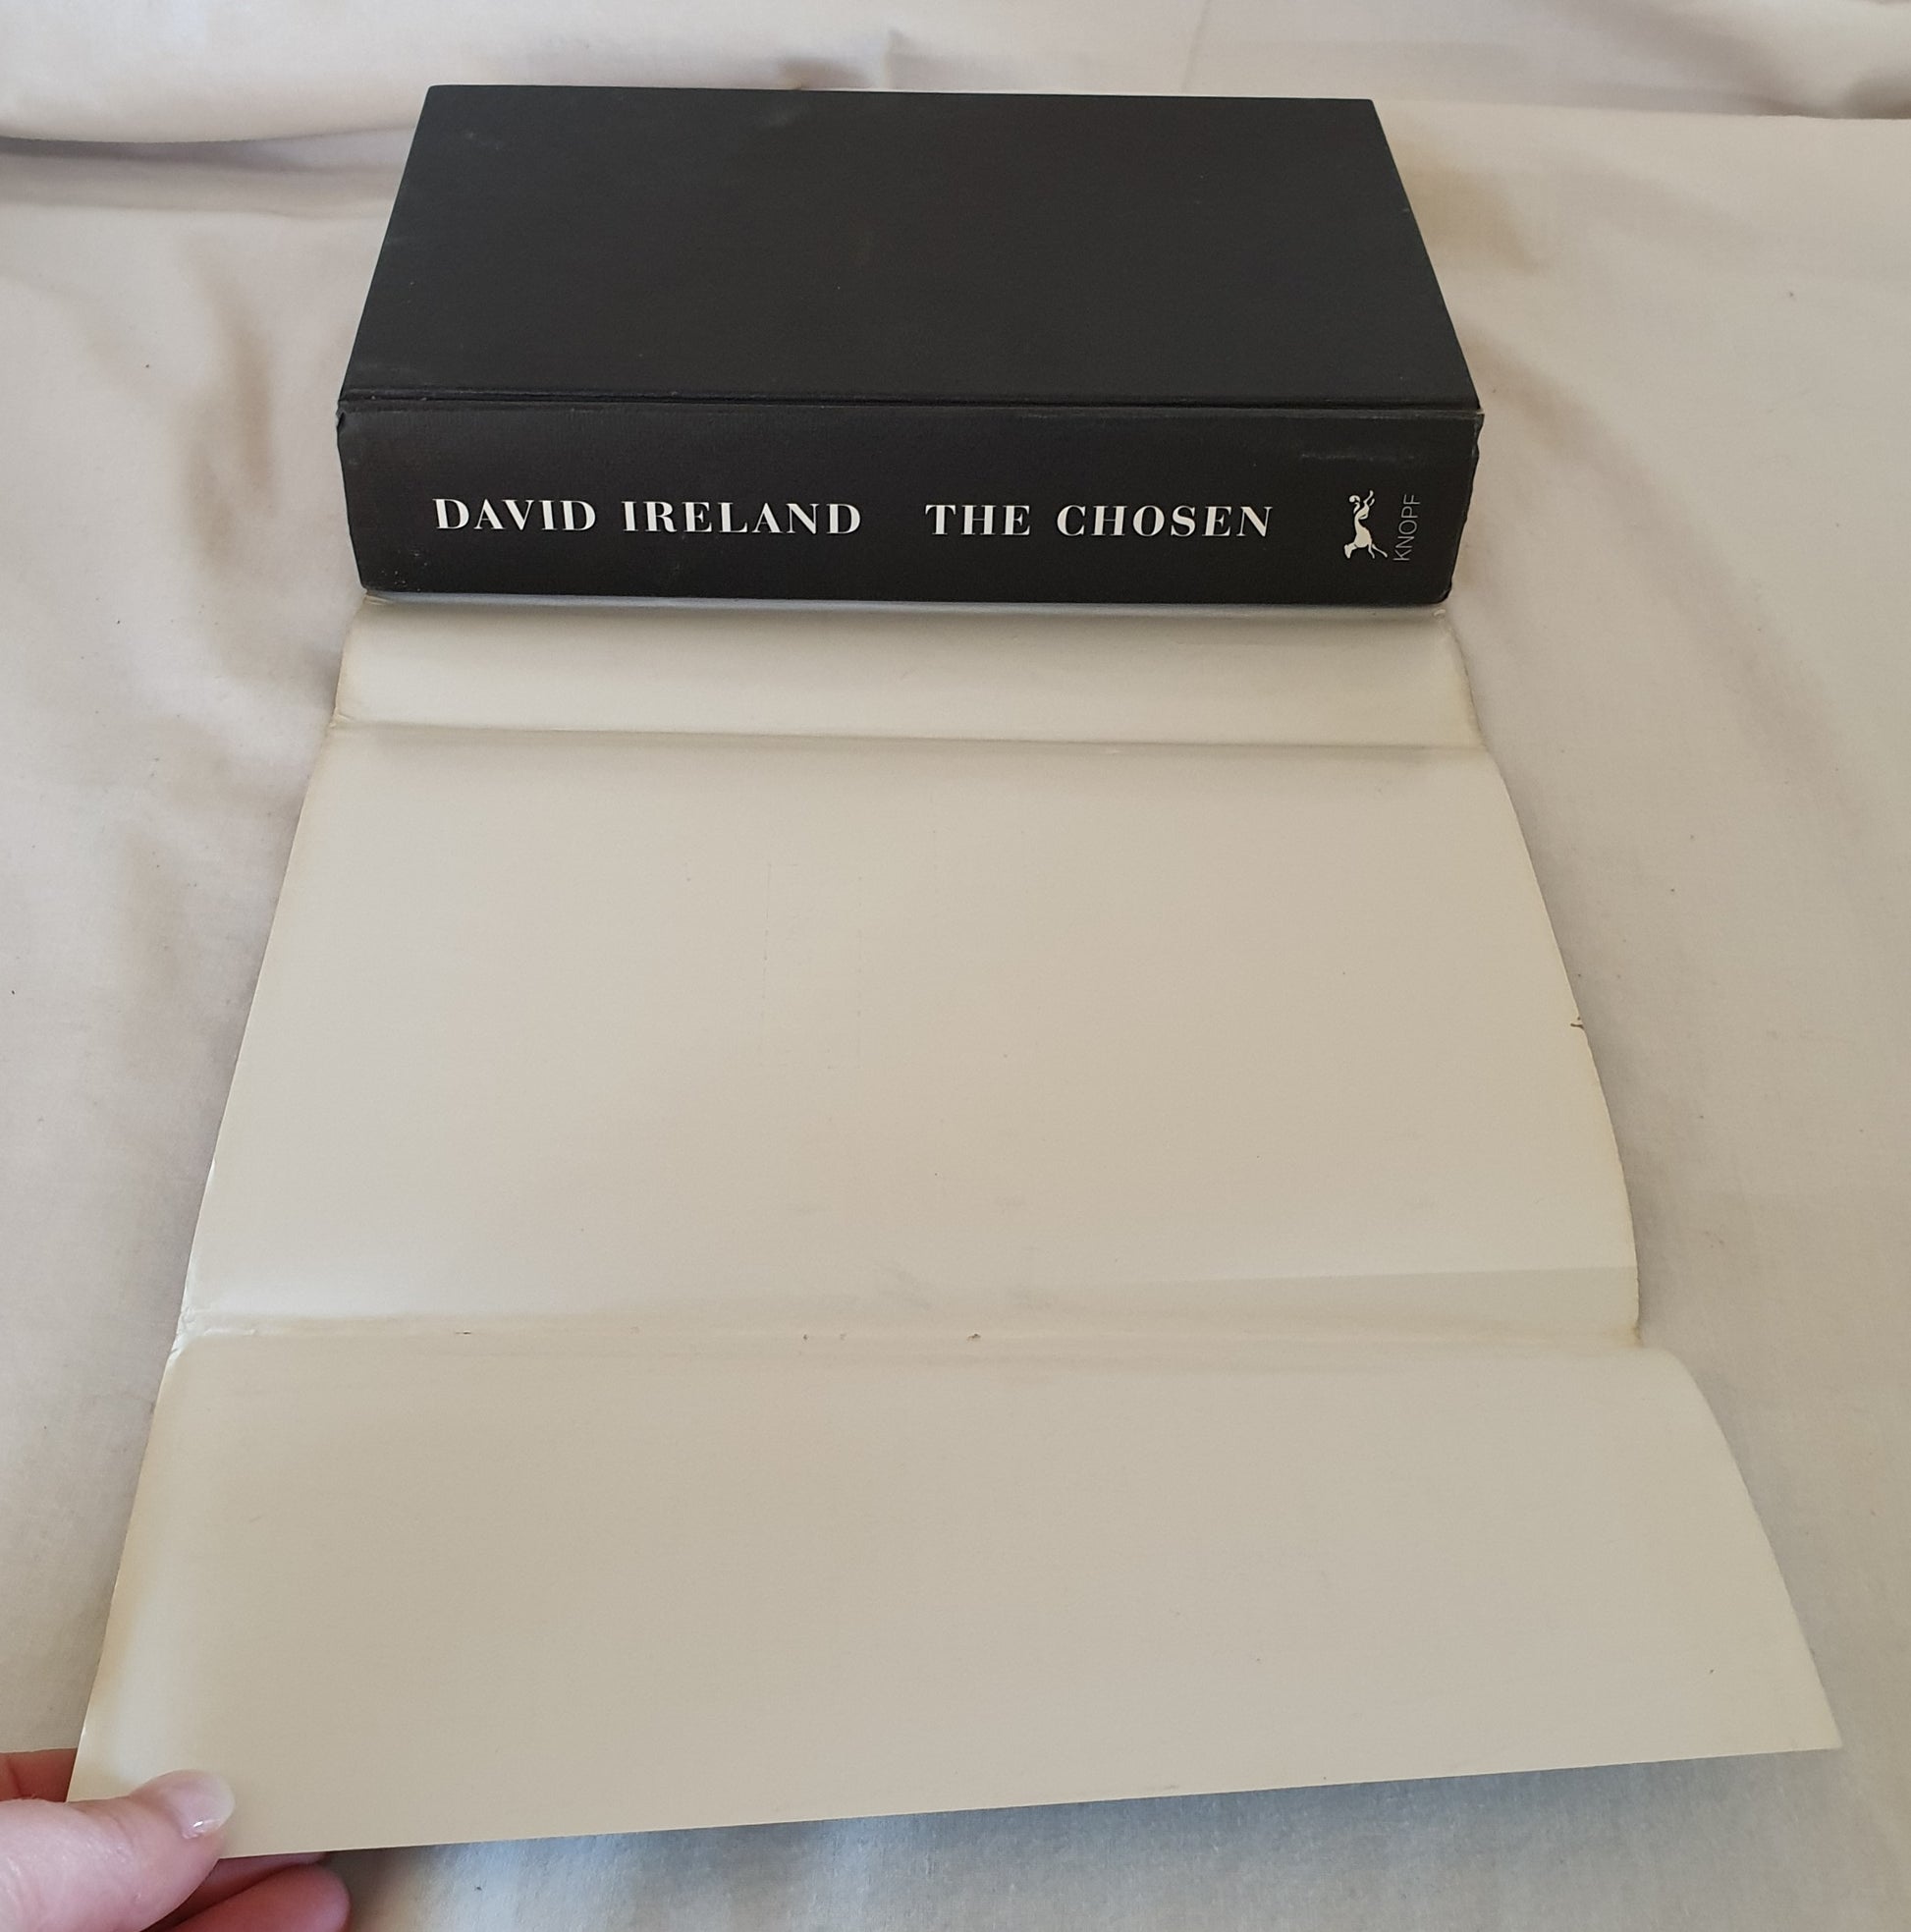 DAVID IRELAND THE CHOSEN
KNOPF